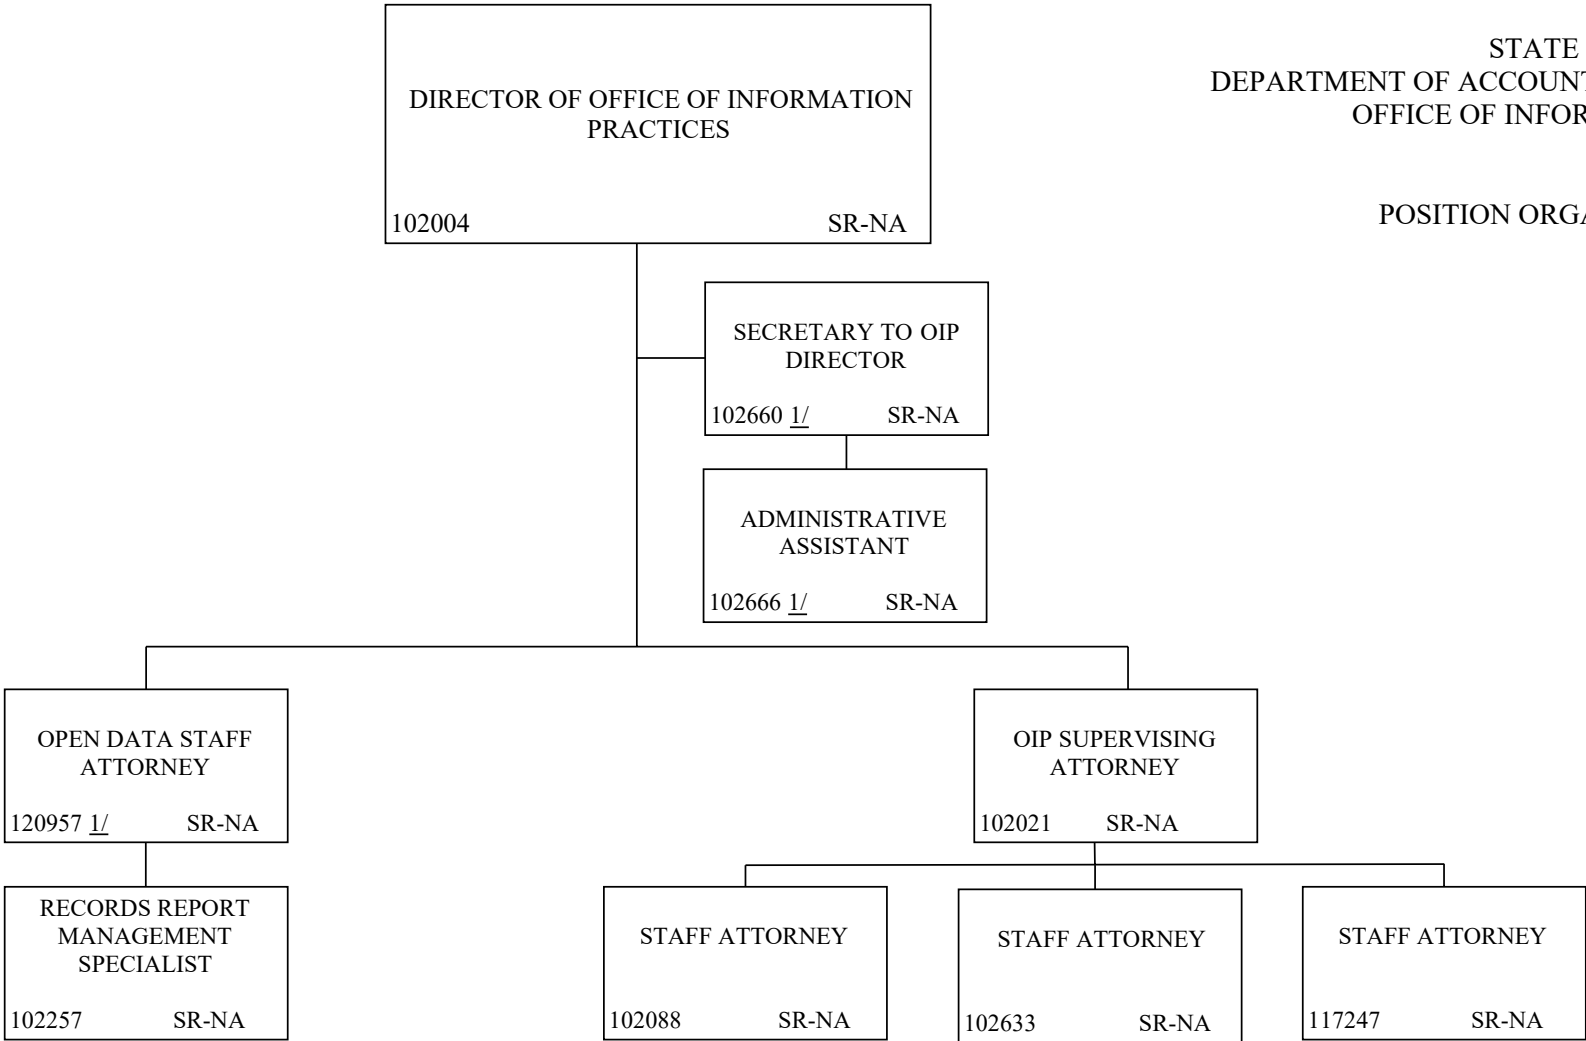 STATE
DEPARTMENT OF ACCOUNT
OFFICE OF INFOR
POSITION ORGA
DIRECTOR OF OFFICE OF INFORMATION
PRACTICES
102004 SR-NA
SECRETARY TO OIP
DIRECTOR
102660 1/ SR-NA
ADMINISTRATIVE
ASSISTANT
102666 1/ SR-NA
OPEN DATA STAFF
ATTORNEY
120957 1/ SR-NA
OIP SUPERVISING
ATTORNEY
102021 SR-NA
RECORDS REPORT
MANAGEMENT
SPECIALIST
102257 SR-NA
STAFF ATTORNEY
102088 SR-NA
STAFF ATTORNEY
102633 SR-NA
STAFF ATTORNEY
117247 SR-NA